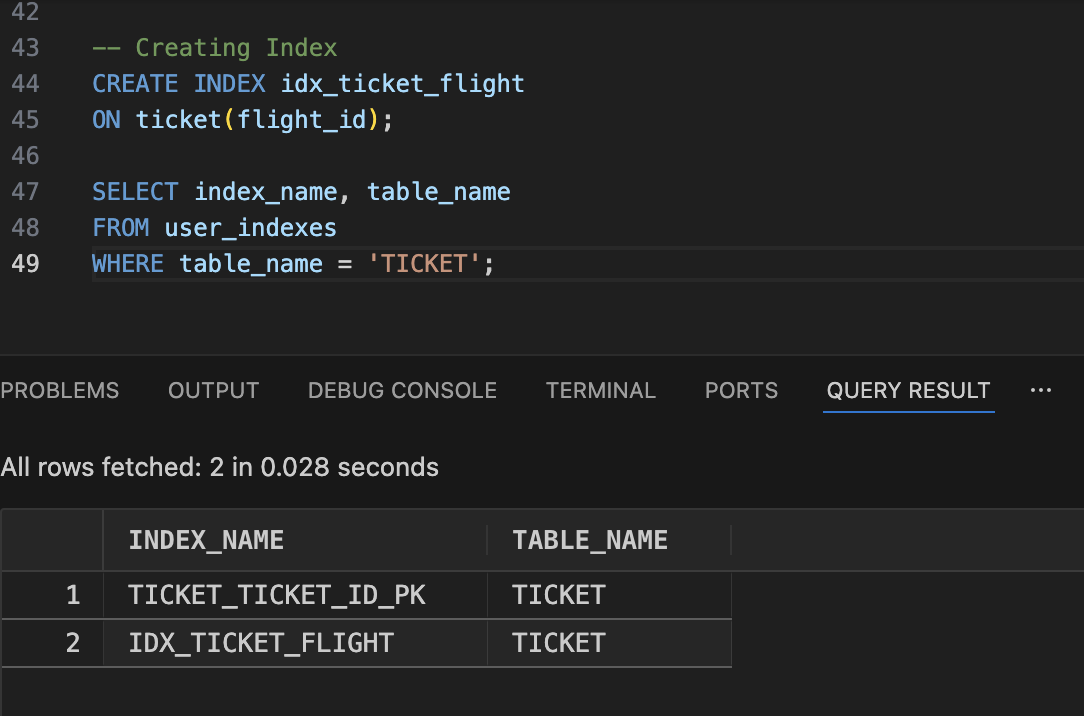 42
43 -- Creating Index
44 CREATE INDEX idx_ticket_flight
45 ON ticket(flight_id);
46
47 SELECT index_name, table_name
48 FROM user_indexes
49 WHERE table_name = 'TICKET';
PROBLEMS OUTPUT DEBUG CONSOLE TERMINAL PORTS QUERY RESULT ...
All rows fetched: 2 in 0.028 seconds
INDEX_NAME TABLE_NAME
1 TICKET_TICKET_ID_PK TICKET
2 IDX_TICKET_FLIGHT TICKET